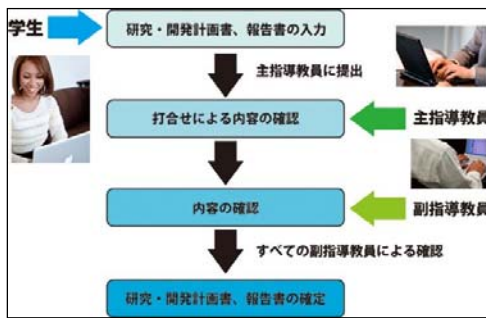 学生
研究・開発計画書、報告書の入力
主指導教員に提出
打合せによる内容の確認
主指導教員
内容の確認
副指導教員
すべての副指導教員による確認
研究・開発計画書、報告書の確定